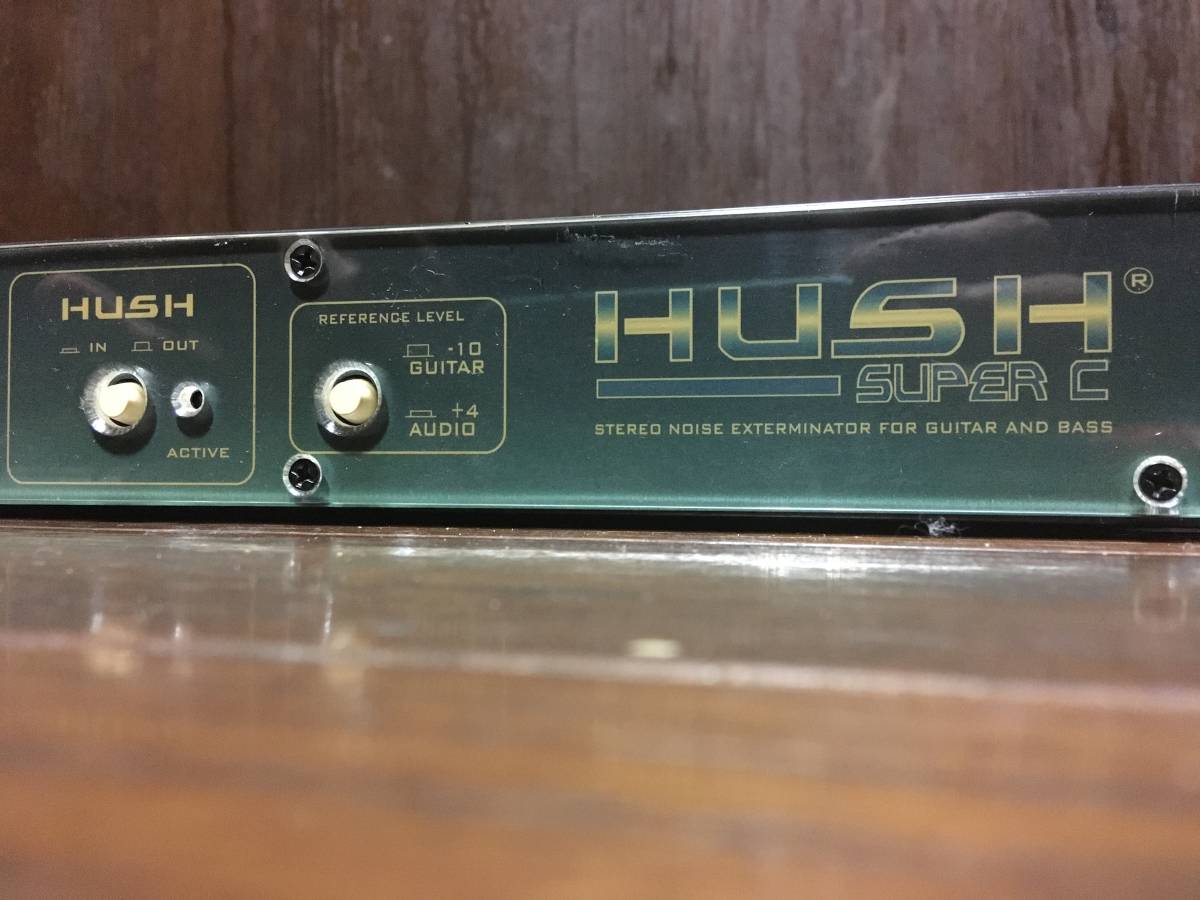 HUSH
IN OUT
ACTIVE
REFERENCE LEVEL
-10
GUITAR
+4
AUDIO
HUSH®
SUPER C
STEREO NOISE EXTERMINATOR FOR GUITAR AND BASS